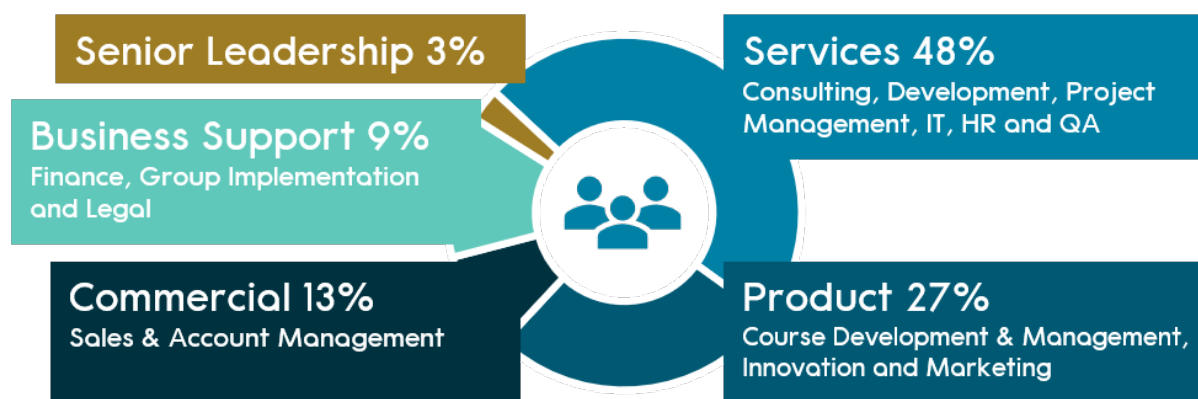 Senior Leadership 3%
Business Support 9%
Finance, Group Implementation
and Legal
Commercial 13%
Sales & Account Management
Services 48%
Consulting, Development, Project
Management, IT, HR and QA
Product 27%
Course Development & Management,
Innovation and Marketing